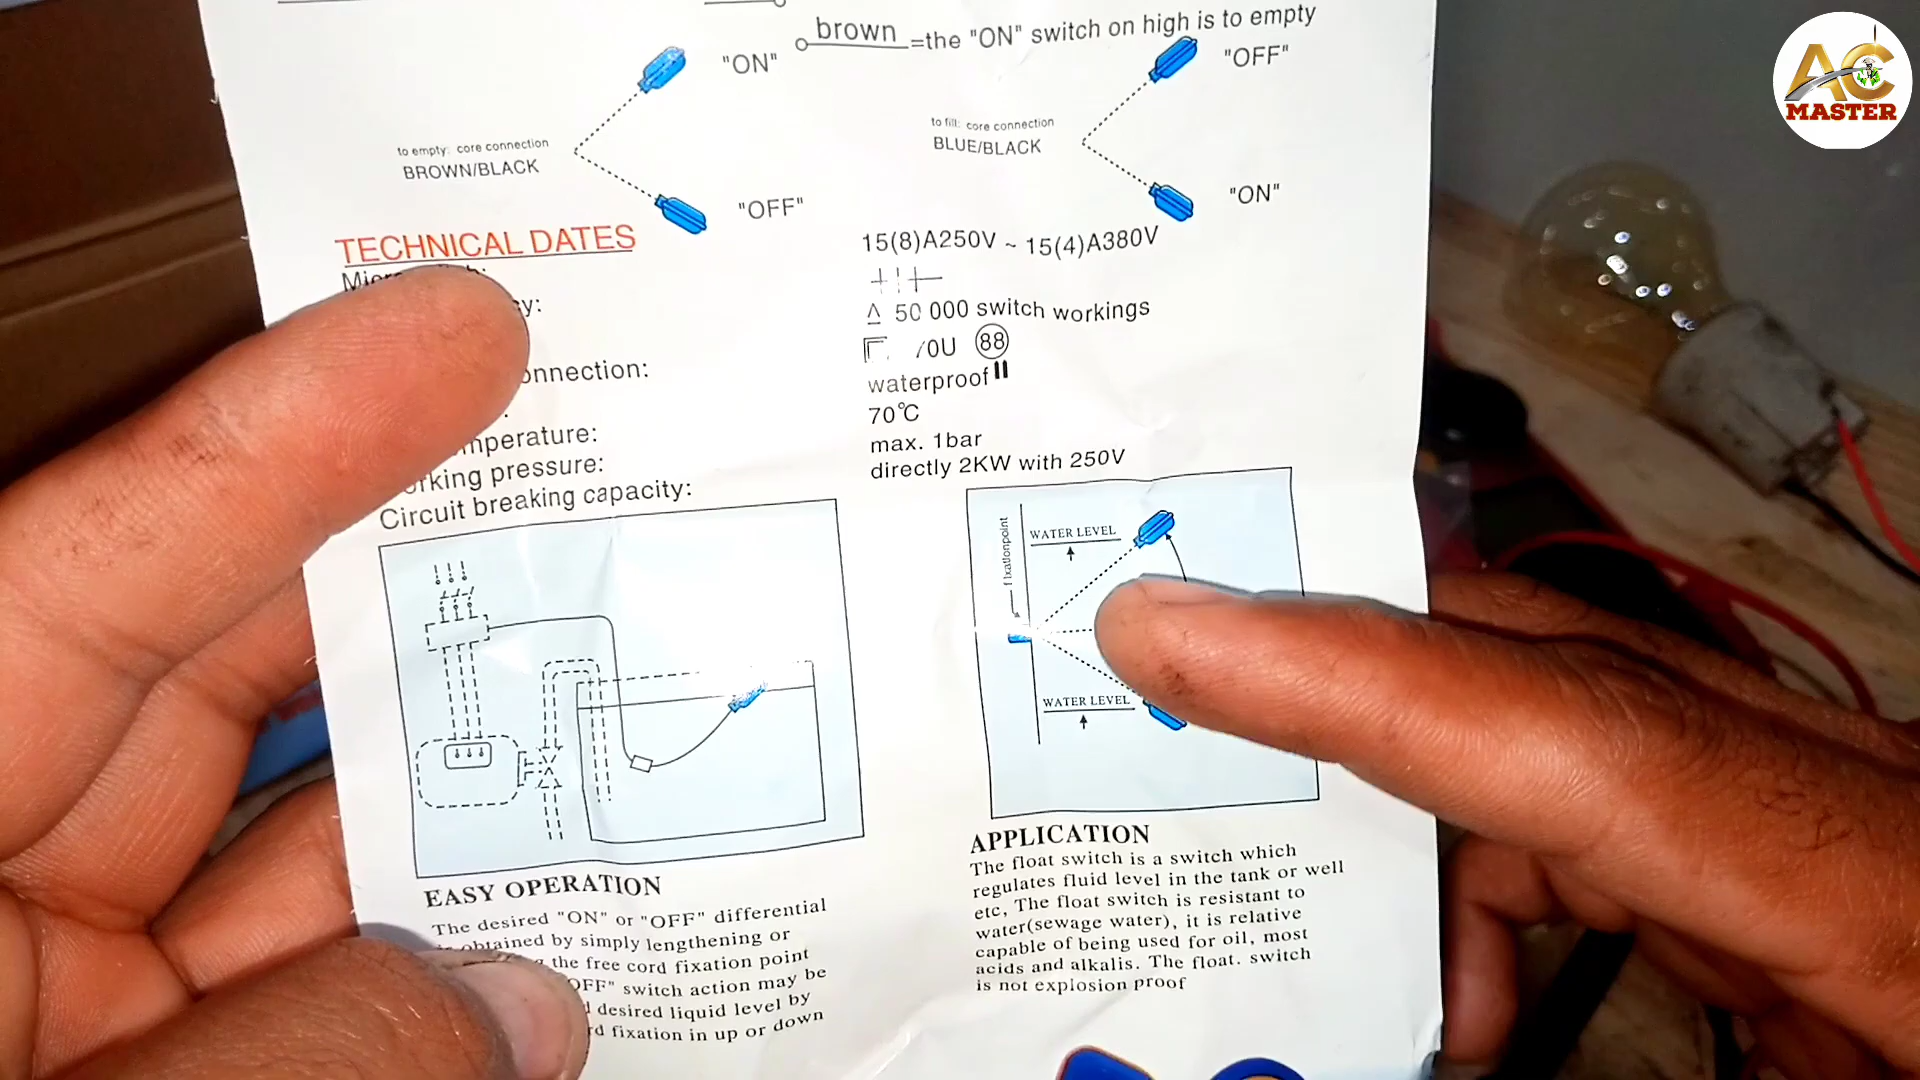 brown =the "ON" switch on high is to empty
"ON"
"OFF"
to empty: core connection
BROWN/BLACK
to fill: core connection
BLUE/BLACK
"OFF"
"ON"
TECHNICAL DATES
15(8)A250V ~ 15(4)A380V
50 000 switch workings
88
waterproof
70℃
max. 1bar
pressure:
Circuit breaking capacity:
directly 2KW with 250V
fixationpoint
WATER LEVEL
WATER LEVEL
EASY OPERATION
The desired "ON" or "OFF" differential
obtained by simply lengthening or
the free cord fixation point
switch action may be
desired liquid level by
fixation in up or down
APPLICATION
The float switch is a switch which
regulates fluid level in the tank or well
etc, The float switch is resistant to
water(sewage water), it is relative
capable of being used for oil, most
acids and alkalis. The float. switch
is not explosion proof
AC
MASTER